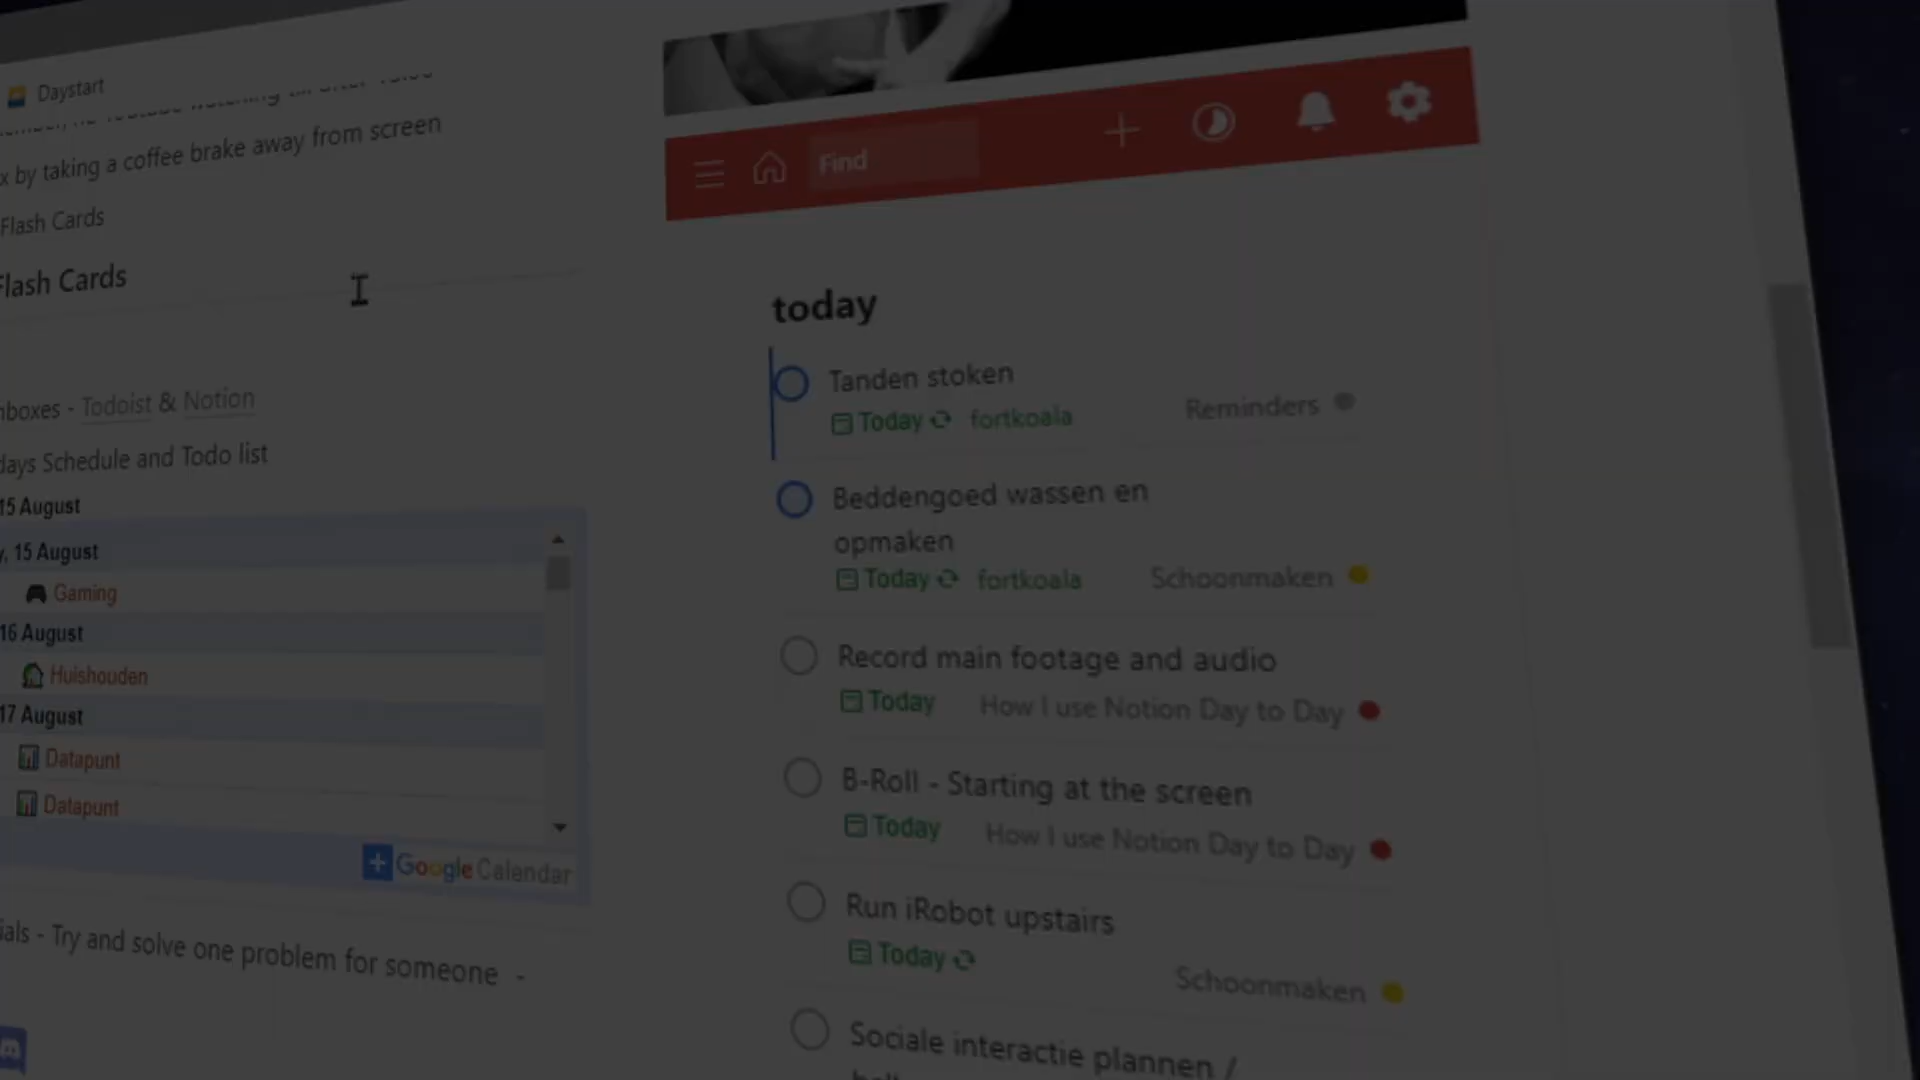 Daystart
x by taking a coffee brake away from screen
Flash Cards
Flash Cards
Todoist & Notion
Schedule and Todo list
15 August
15 August
Gaming
16 August
Huishouden
17 August
Datapunt
Datapunt
Google Calendar
- Try and solve one problem for someone -
Find
today
Tanden stoken
Today fortkoala Reminders
Beddengoed wassen en
opmaken
Today fortkoala Schoonmaken
Record main footage and audio
Today How I use Notion Day to Day
B-Roll - Starting at the screen
Today How I use Notion Day to Day
Run iRobot upstairs
Today Schoonmaken
Sociale interactie plannen /